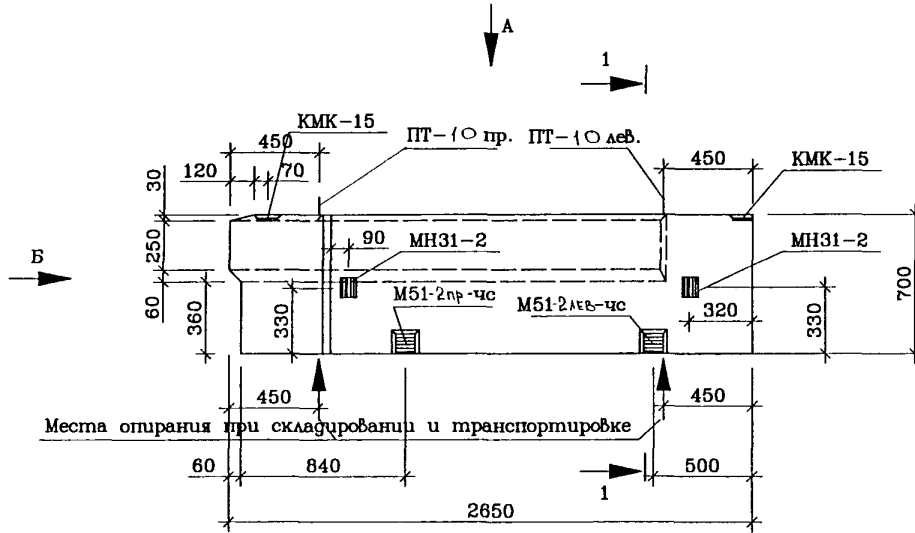 А
1
КМК-15
450
ПТ-10 пр.
ПТ-10 лев.
450
КМК-15
120
70
30
250
60
360
Б
90
МН31-2
МН31-2
330
М51-2пр-чс
М51-2лев-чс
320
330
700
450
450
Места опирания при складировании и транспортировке
60
840
500
1
2650